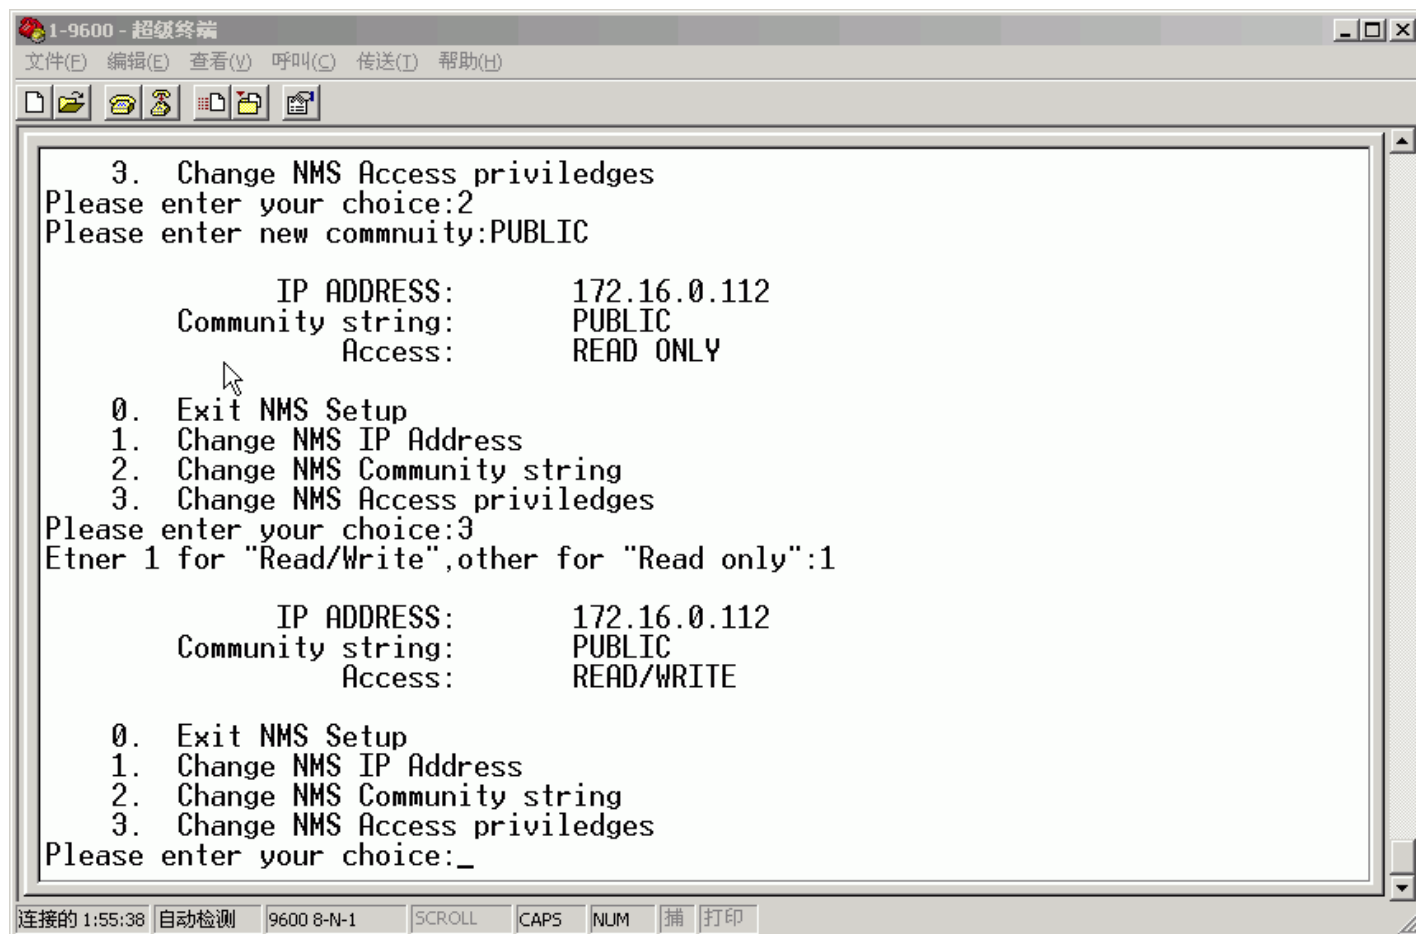 1-9600 - 超级终端
文件(F) 编辑(E) 查看(V) 呼叫(C) 传送(T) 帮助(H)
3. Change NMS Access priviledges
Please enter your choice:2
Please enter new commnuity:PUBLIC
IP ADDRESS: 172.16.0.112
Community string: PUBLIC
Access: READ ONLY
0. Exit NMS Setup
1. Change NMS IP Address
2. Change NMS Community string
3. Change NMS Access priviledges
Please enter your choice:3
Etner 1 for "Read/Write",other for "Read only":1
IP ADDRESS: 172.16.0.112
Community string: PUBLIC
Access: READ/WRITE
0. Exit NMS Setup
1. Change NMS IP Address
2. Change NMS Community string
3. Change NMS Access priviledges
Please enter your choice:_
连接的 1:55:38 自动检测 9600 8-N-1 SCROLL CAPS NUM 捕 打印